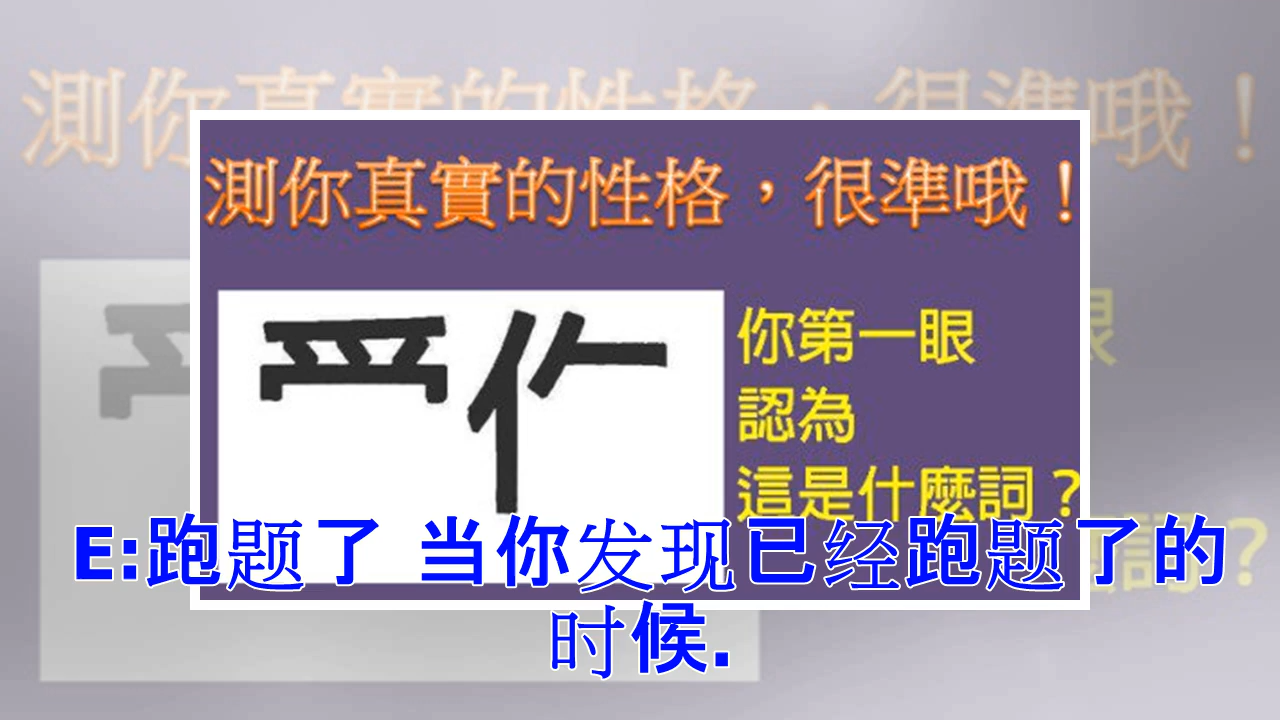 測你真實的性格，很準哦！
你第一眼
認為
這是什麼詞？
E:跑题了 当你发现已经跑题了的
时候.